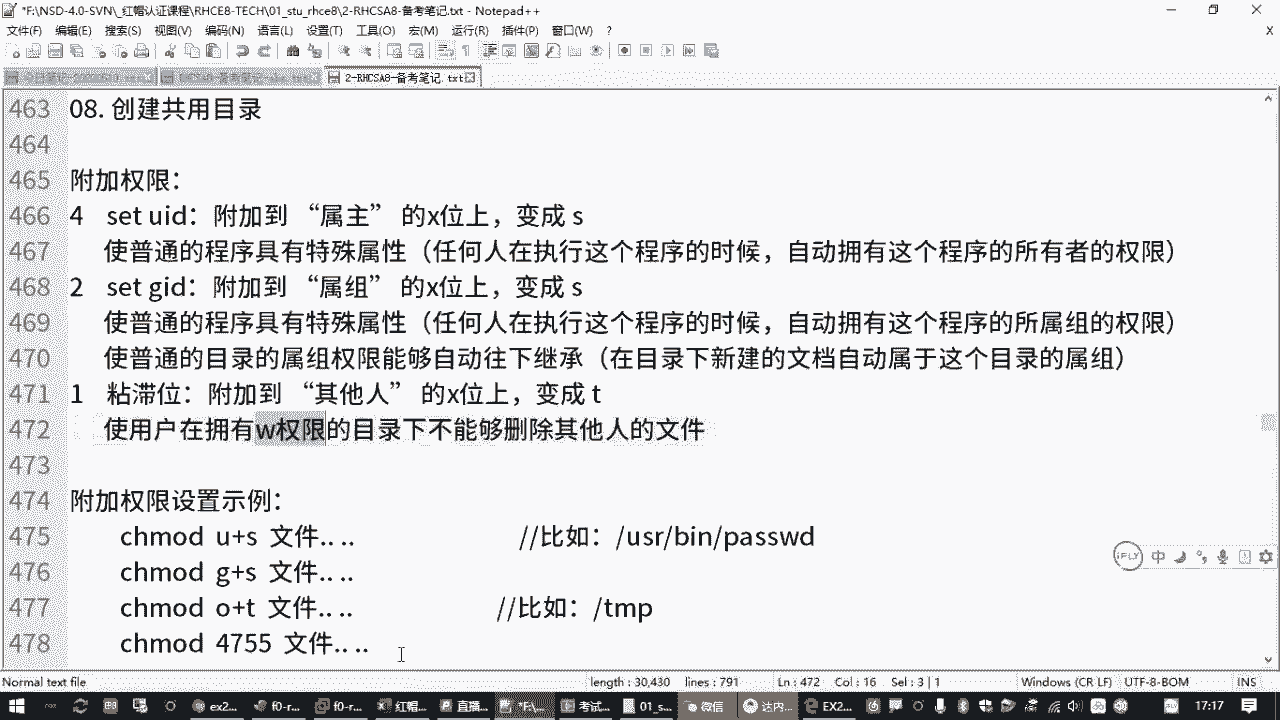 *F:\NSD-4.0-SVN\_红帽认证课程\RHCE8-TECH\01_stu_rhce8\2-RHCSA8-备考笔记.txt - Notepad++
文件(F) 编辑(E) 搜索(S) 视图(V) 编码(N) 语言(L) 设置(T) 工具(O) 宏(M) 运行(R) 插件(P) 窗口(W) ? X
2-RHCSA8-备考笔记.txt
463 08. 创建共用目录
464
465 附加权限：
466 4 set uid：附加到 “属主” 的x位上，变成 s
467 使普通的程序具有特殊属性（任何人在执行这个程序的时候，自动拥有这个程序的所有者的权限）
468 2 set gid：附加到 “属组” 的x位上，变成 s
469 使普通的程序具有特殊属性（任何人在执行这个程序的时候，自动拥有这个程序的所属组的权限）
470 使普通的目录的属组权限能够自动往下继承（在目录下新建的文档自动属于这个目录的属组）
471 1 粘滞位：附加到 “其他人” 的x位上，变成 t
472 使用户在拥有w权限的目录下不能够删除其他人的文件
473
474 附加权限设置示例：
475 chmod u+s 文件.. .. //比如：/usr/bin/passwd
476 chmod g+s 文件.. ..
477 chmod o+t 文件.. .. //比如：/tmp
478 chmod 4755 文件.. ..
iFLY 中
Normal text file length : 30,430 lines : 791 Ln : 472 Col : 16 Sel : 3 | 1 Windows (CR LF) UTF-8-BOM INS
ex2... f0-r... f0-r... 红帽... 直播... *F:\... 考试... 01_s... 微信 达内... EX2... 17:17